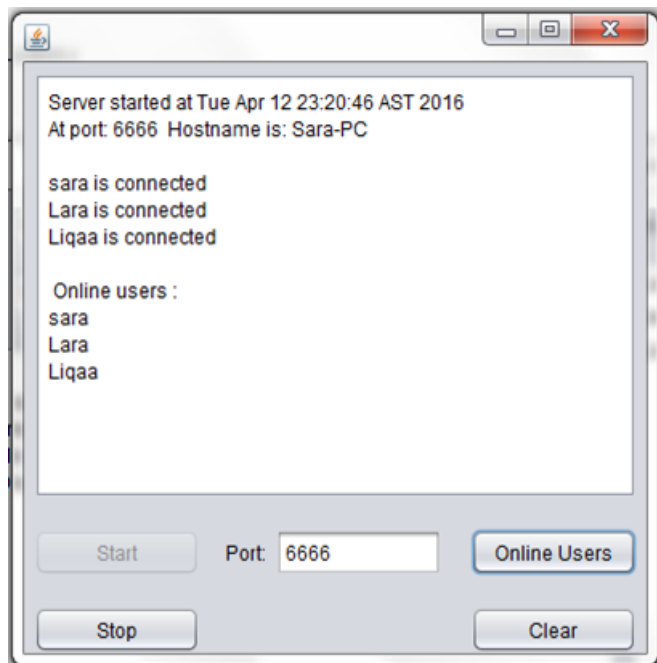 Server started at Tue Apr 12 23:20:46 AST 2016
At port: 6666  Hostname is: Sara-PC
sara is connected
Lara is connected
Liqaa is connected
Online users :
sara
Lara
Liqaa
Start Port: 6666 Online Users
Stop Clear